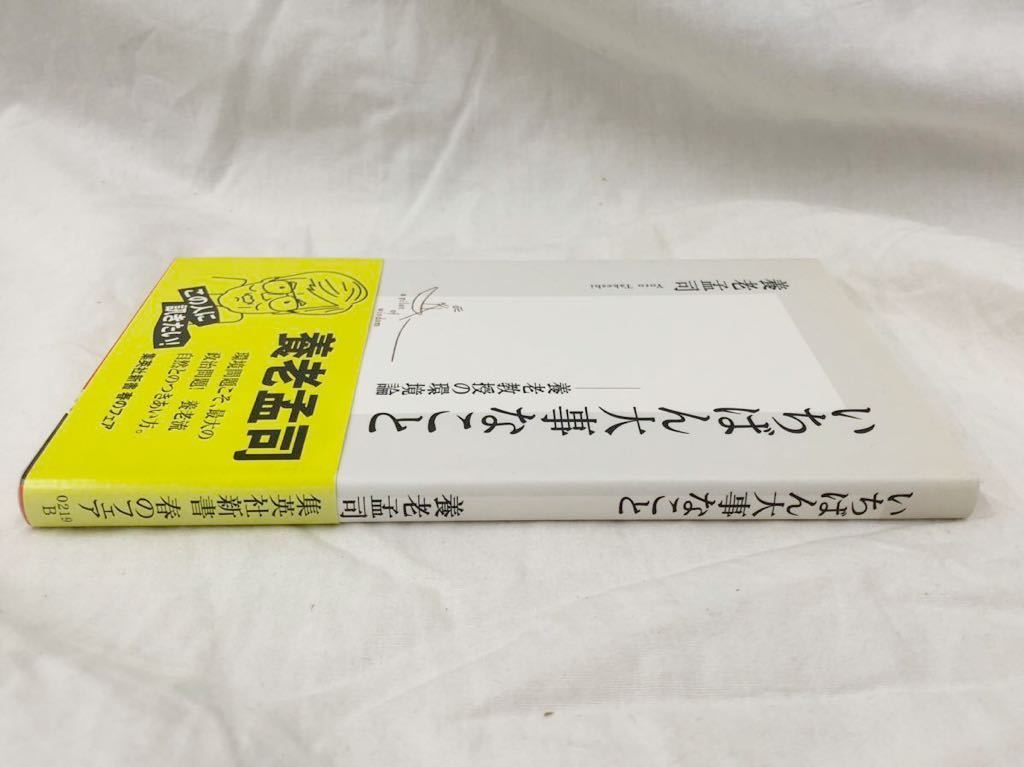 いちばん大事なこと
――養老教授の環境論
養老孟司
Yoro Takeshi
a pilot of wisdom
この人に
訊きたい!
養老孟司
環境問題こそ、最大の
政治問題! 養老流
自然とのつきあい方。
集英社新書 春のフェア
いちばん大事なこと
養老孟司
集英社新書 春のフェア
0219
B